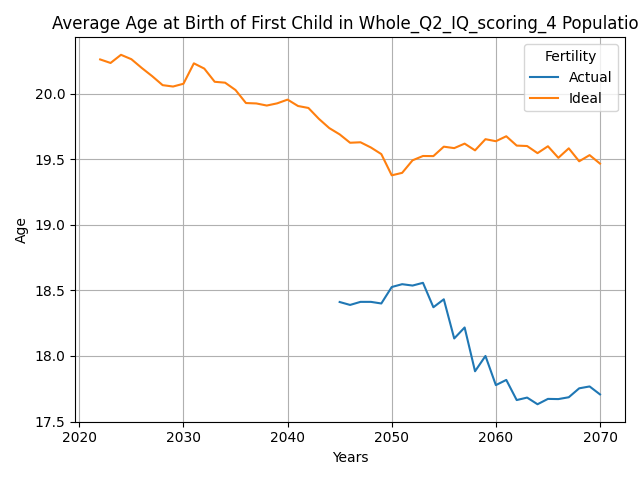 Average Age at Birth of First Child in Whole_Q2_IQ_scoring_4 Populatio
Fertility
Actual
Ideal
20.0
19.5
19.0
18.5
18.0
17.5
Age
2020 2030 2040 2050 2060 2070
Years